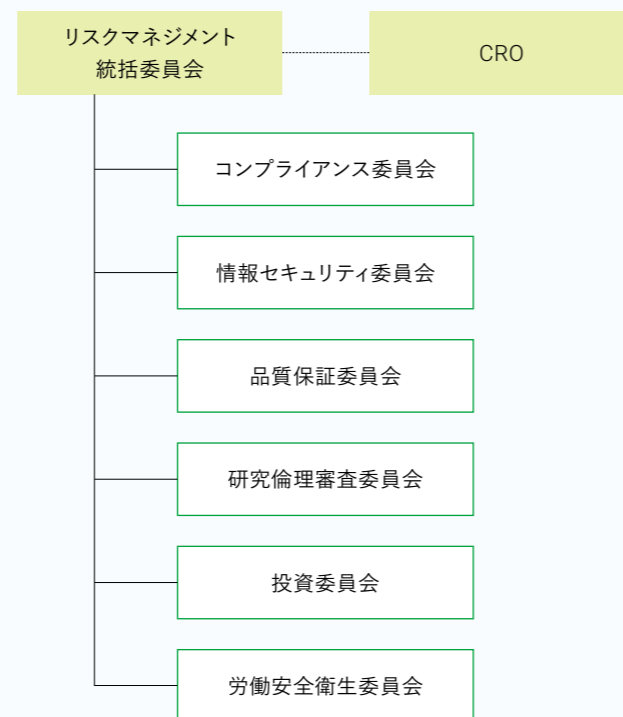 リスクマネジメント
統括委員会
CRO
コンプライアンス委員会
情報セキュリティ委員会
品質保証委員会
研究倫理審査委員会
投資委員会
労働安全衛生委員会